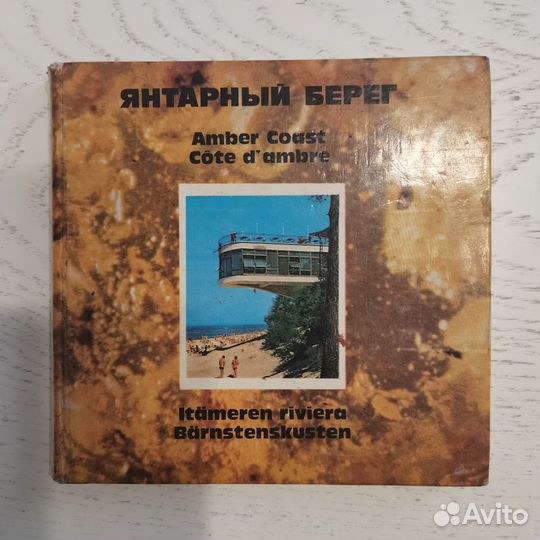 ЯНТАРНЫЙ БЕРЕГ
Amber Coast
Côte d'ambre
Itämeren riviera
Bärnstenskusten
Avito